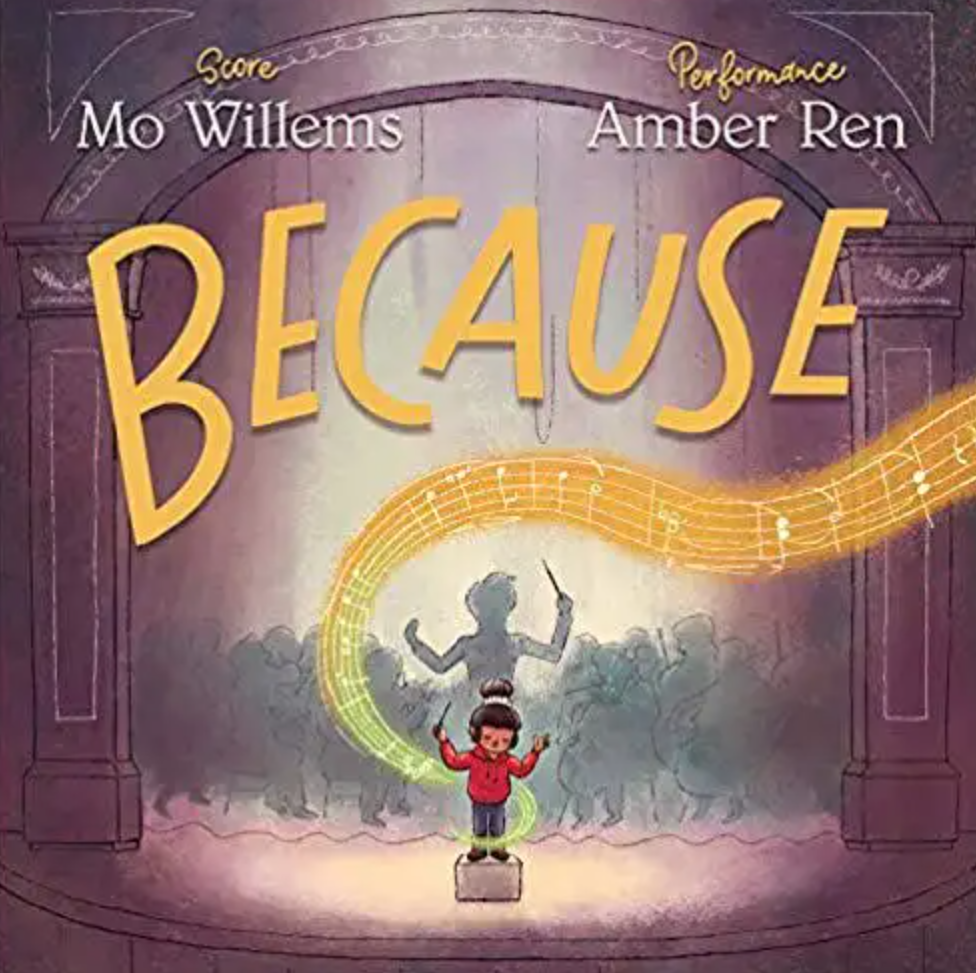 Score
Mo Willems
Performance
Amber Ren
BECAUSE